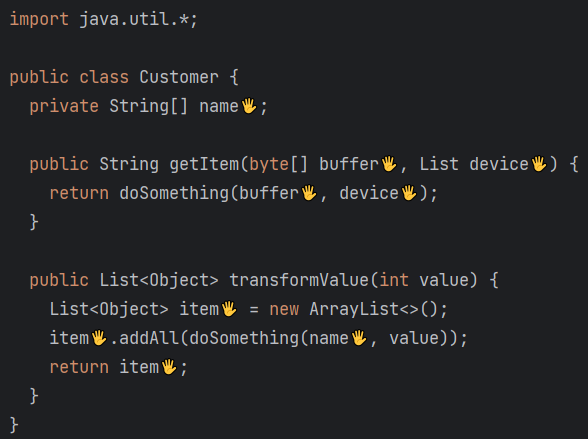 import java.util.*;
public class Customer {
private String[] name🖐;
public String getItem(byte[] buffer🖐, List device🖐) {
return doSomething(buffer🖐, device🖐);
}
public List<Object> transformValue(int value) {
List<Object> item🖐 = new ArrayList<>();
item🖐.addAll(doSomething(name🖐, value));
return item🖐;
}
}